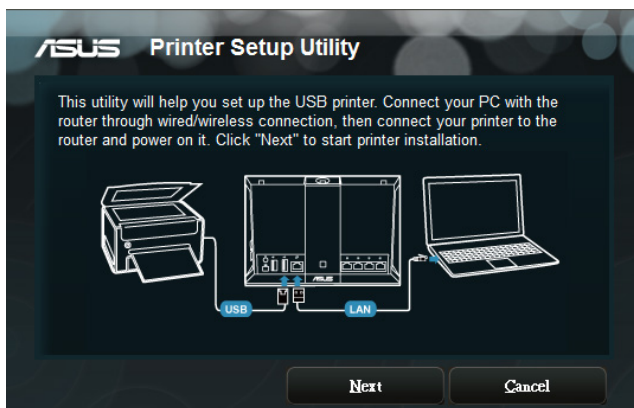 ASUS Printer Setup Utility
This utility will help you set up the USB printer. Connect your PC with the
router through wired/wireless connection, then connect your printer to the
router and power on it. Click "Next" to start printer installation.
ASUS
USB LAN
Next Cancel